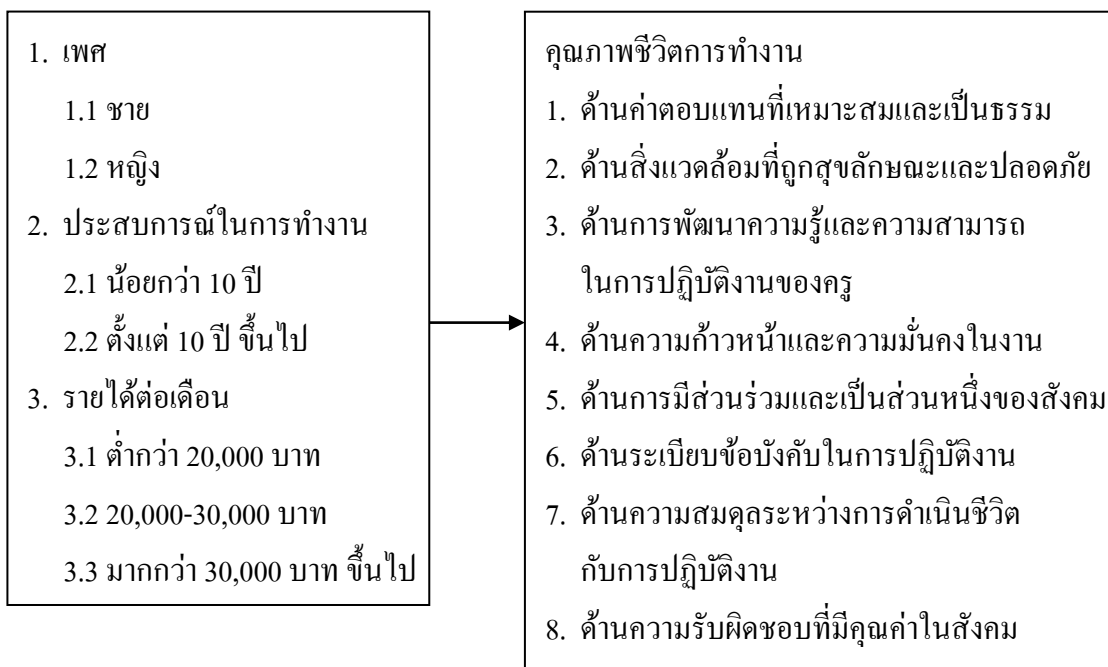 1. เพศ
1.1 ชาย
1.2 หญิง
2. ประสบการณ์ในการทำงาน
2.1 น้อยกว่า 10 ปี
2.2 ตั้งแต่ 10 ปี ขึ้นไป
3. รายได้ต่อเดือน
3.1 ต่ำกว่า 20,000 บาท
3.2 20,000-30,000 บาท
3.3 มากกว่า 30,000 บาท ขึ้นไป
คุณภาพชีวิตการทำงาน
1. ด้านค่าตอบแทนที่เหมาะสมและเป็นธรรม
2. ด้านสิ่งแวดล้อมที่ถูกสุขลักษณะและปลอดภัย
3. ด้านการพัฒนาความรู้และความสามารถ
ในการปฏิบัติงานของครู
4. ด้านความก้าวหน้าและความมั่นคงในงาน
5. ด้านการมีส่วนร่วมและเป็นส่วนหนึ่งของสังคม
6. ด้านระเบียบข้อบังคับในการปฏิบัติงาน
7. ด้านความสมดุลระหว่างการดำเนินชีวิต
กับการปฏิบัติงาน
8. ด้านความรับผิดชอบที่มีคุณค่าในสังคม